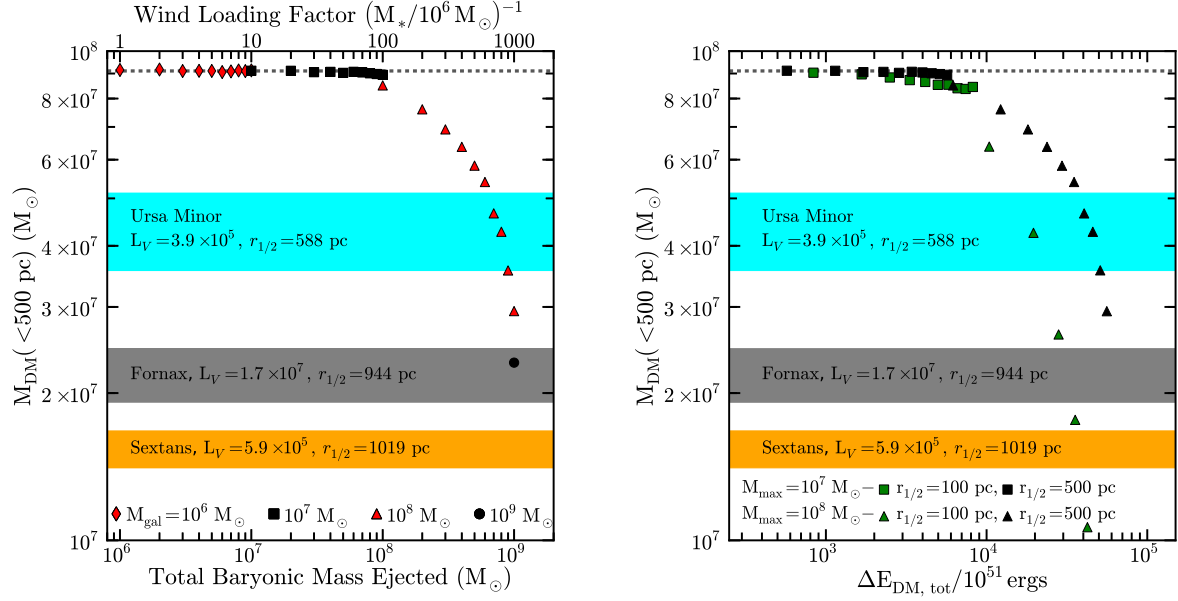 Wind Loading Factor (M*/10⁶ M⊙)⁻¹
1 10 100 1000
10⁸
8 ×10⁷
6 ×10⁷
4 ×10⁷
3 ×10⁷
2 ×10⁷
10⁷
M_DM( <500 pc) (M⊙)
Ursa Minor
L_V =3.9 ×10⁵, r_1/2 =588 pc
Fornax, L_V =1.7 ×10⁷, r_1/2 =944 pc
Sextans, L_V =5.9 ×10⁵, r_1/2 =1019 pc
M_gal =10⁶ M⊙ 10⁷ M⊙ 10⁸ M⊙ 10⁹ M⊙
10⁶ 10⁷ 10⁸ 10⁹
Total Baryonic Mass Ejected (M⊙)
10⁸
8 ×10⁷
6 ×10⁷
4 ×10⁷
3 ×10⁷
2 ×10⁷
10⁷
M_DM( <500 pc) (M⊙)
Ursa Minor
L_V =3.9 ×10⁵, r_1/2 =588 pc
Fornax, L_V =1.7 ×10⁷, r_1/2 =944 pc
Sextans, L_V =5.9 ×10⁵, r_1/2 =1019 pc
M_max =10⁷ M⊙− r_1/2 =100 pc, r_1/2 =500 pc
M_max =10⁸ M⊙− r_1/2 =100 pc, r_1/2 =500 pc
10³ 10⁴ 10⁵
ΔE_DM, tot/10⁵¹ ergs